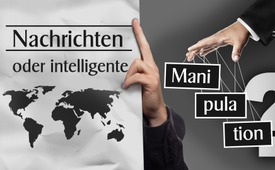 Nachrichten
oder intelligente
Mani
pula
tion
?